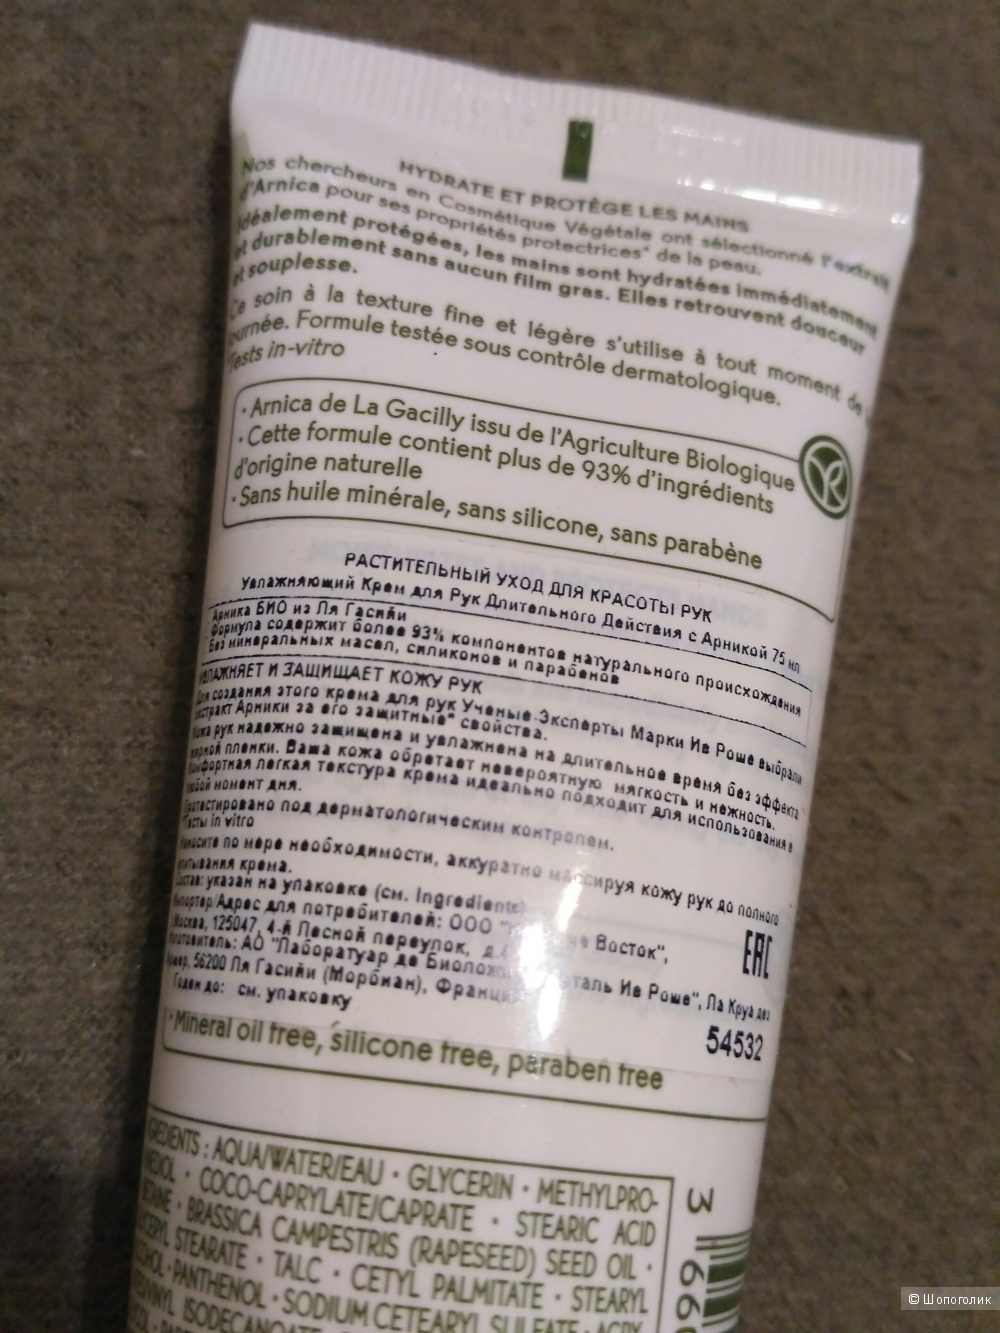 HYDRATE ET PROTÈGE LES MAINS
Nos chercheurs en Cosmétique Végétale ont sélectionné l'extrait
d'Arnica pour ses propriétés protectrices* de la peau.
Idéalement protégées, les mains sont hydratées immédiatement
et durablement sans aucun film gras. Elles retrouvent douceur
et souplesse.
Ce soin à la texture fine et légère s'utilise à tout moment de
journée. Formule testée sous contrôle dermatologique.
Tests in-vitro
• Arnica de La Gacilly issu de l'Agriculture Biologique
• Cette formule contient plus de 93% d'ingrédients
d'origine naturelle
• Sans huile minérale, sans silicone, sans parabène
РАСТИТЕЛЬНЫЙ УХОД ДЛЯ КРАСОТЫ РУК
Увлажняющий Крем для Рук Длительного Действия с Арникой 75 мл
Арника БИО из Ля Гасийи
Формула содержит более 93% компонентов натурального происхождения
Без минеральных масел, силиконов и парабенов
УВЛАЖНЯЕТ И ЗАЩИЩАЕТ КОЖУ РУК
Для создания этого крема для рук Ученые-Эксперты Марки Ив Роше выбрали
экстракт Арники за его защитные* свойства.
Кожа рук надежно защищена и увлажнена на длительное время без эффекта
жирной пленки. Ваша кожа обретает невероятную мягкость и нежность.
Комфортная легкая текстура крема идеально подходит для использования в
любой момент дня.
Протестировано под дерматологическим контролем.
Тесты in vitro
Наносите по мере необходимости, аккуратно массируя кожу рук до полного
впитывания крема.
Состав: указан на упаковке (см. Ingredients)
Импортер/Адрес для потребителей: ООО Восток",
Москва, 125047, 4-й Лесной переулок,
Изготовитель: АО "Лаборатуар де Ив Роше", Ла Круа дез
56200 Ля Гасийи (Морбиан),
Годен до: см. упаковку
EAC
54532
• Mineral oil free, silicone free, paraben free
INGREDIENTS : AQUA/WATER/EAU • GLYCERIN • METHYLPRO-
• COCO-CAPRYLATE/CAPRATE • STEARIC ACID
• BRASSICA CAMPESTRIS (RAPESEED) SEED OIL •
STEARATE • TALC • CETYL PALMITATE • STEARYL
• PANTHENOL • SODIUM CETEARYL SULFATE •
ISODECANOATE
3 660
© Шопоголик